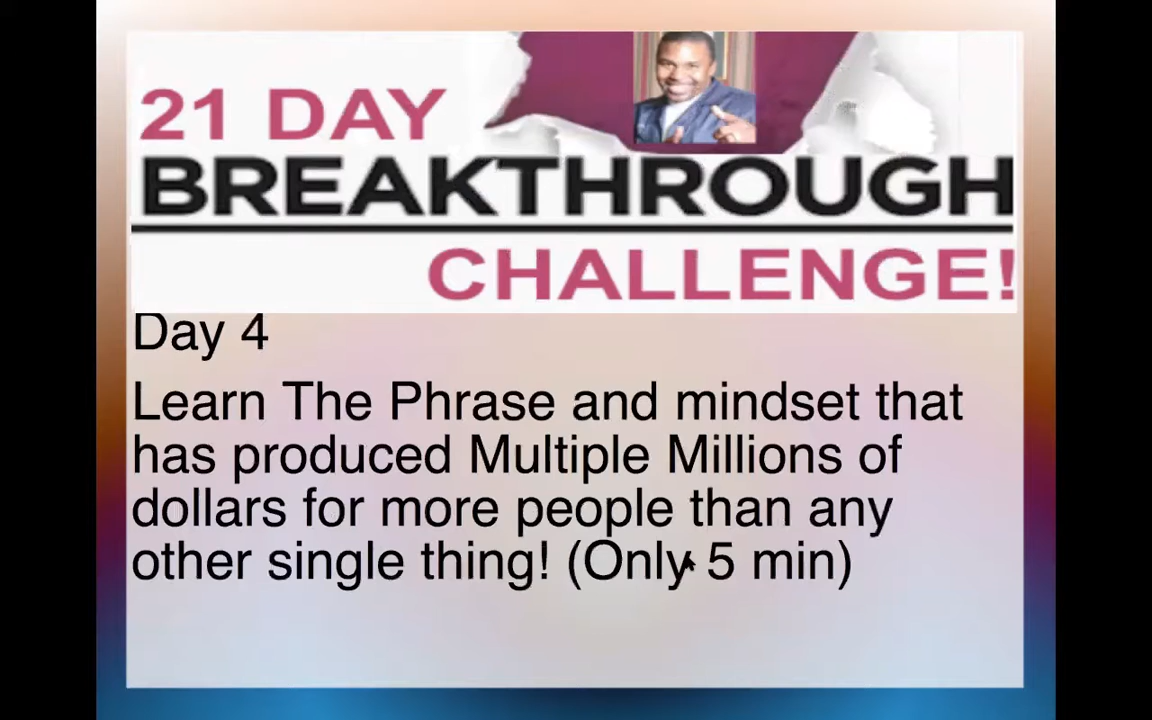 21 DAY
BREAKTHROUGH
CHALLENGE!
Day 4
Learn The Phrase and mindset that
has produced Multiple Millions of
dollars for more people than any
other single thing! (Only 5 min)